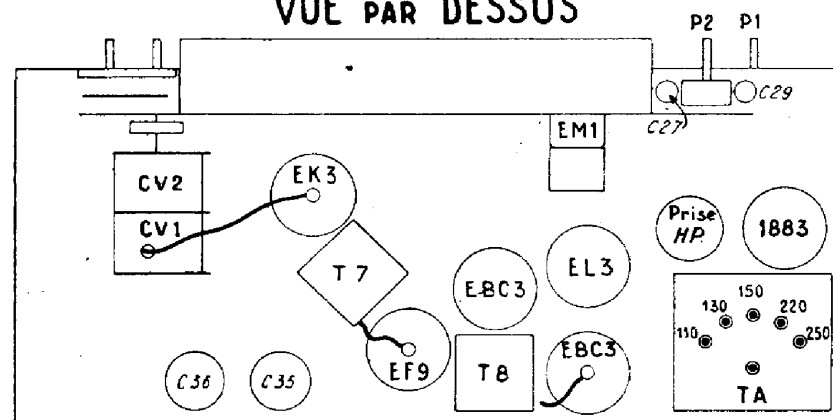 VUE PAR DESSUS
P2 P1
C29
C27
EM1
CV2
EK3
CV1
Prise
HP.
1883
T7
EBC3
EL3
110
130
150
220
250
EF9
T8
EBC3
C36
C35
TA